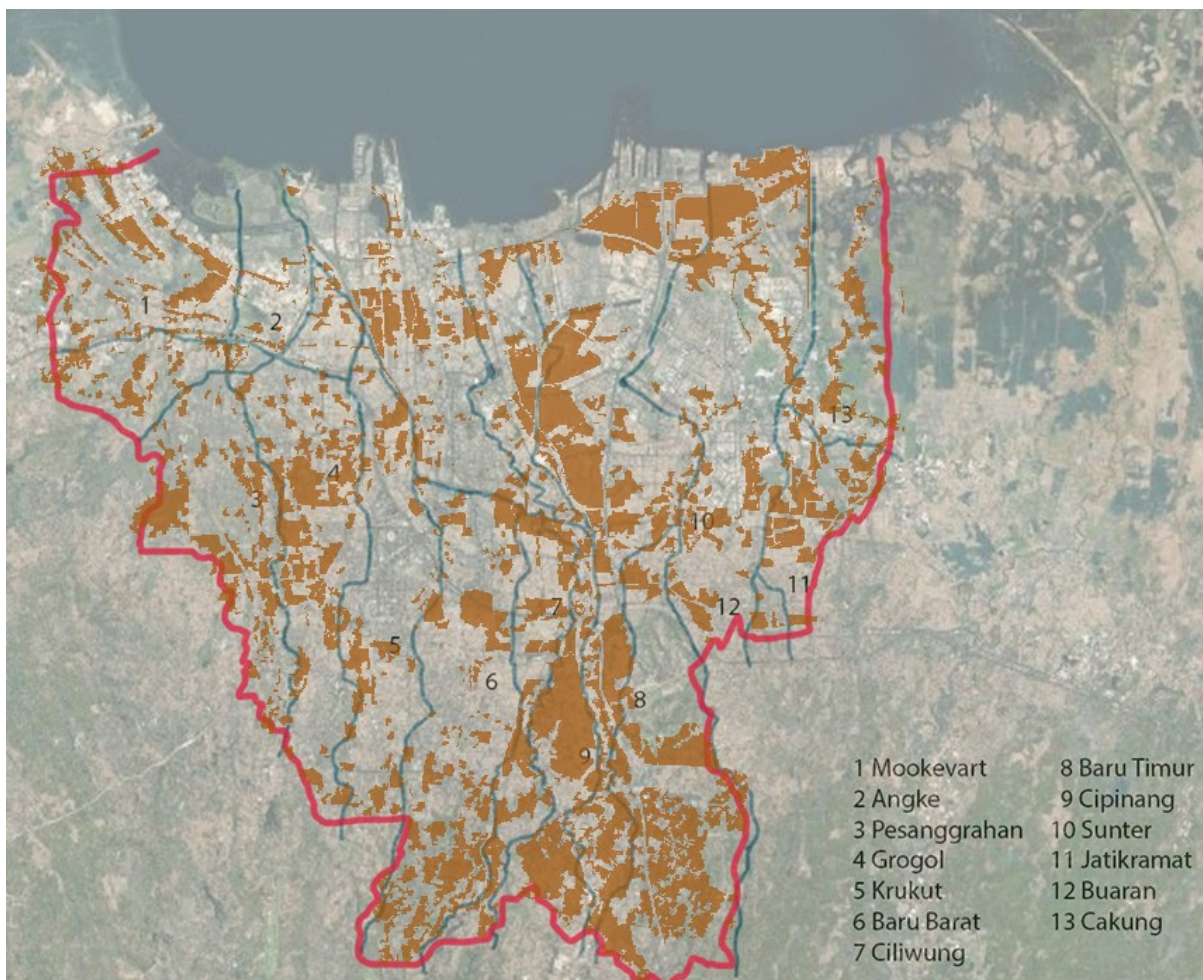 1
2
13
4
3
10
11
12
7
5
6
8
9
1 Mookevart
2 Angke
3 Pesanggrahan
4 Grogol
5 Krukut
6 Baru Barat
7 Ciliwung
8 Baru Timur
9 Cipinang
10 Sunter
11 Jatikramat
12 Buaran
13 Cakung